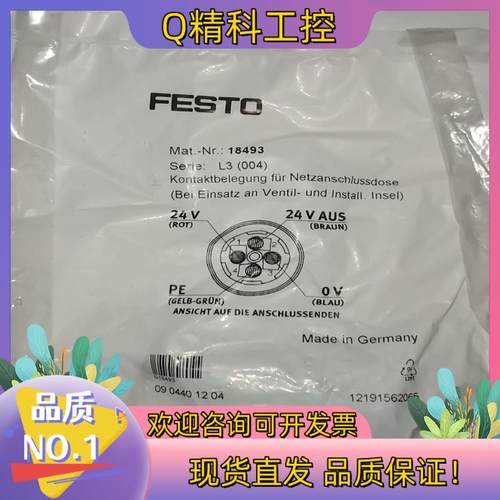 Q精科工控
FESTO
Mat.-Nr.: 18493
Serie: L3 (004)
Kontaktbelegung für Netzanschlussdose
(Bei Einsatz an Ventil- und Install. Insel)
24 V
(ROT)
24 V AUS
(BRAUN)
PE
(GELB-GRÜN)
0 V
(BLAU)
ANSICHT AUF DIE ANSCHLUSSENDEN
Made in Germany
09 0440 12 04
12191562065
品质
NO.1
欢迎咨询可开发票
现货直发 品质保证!